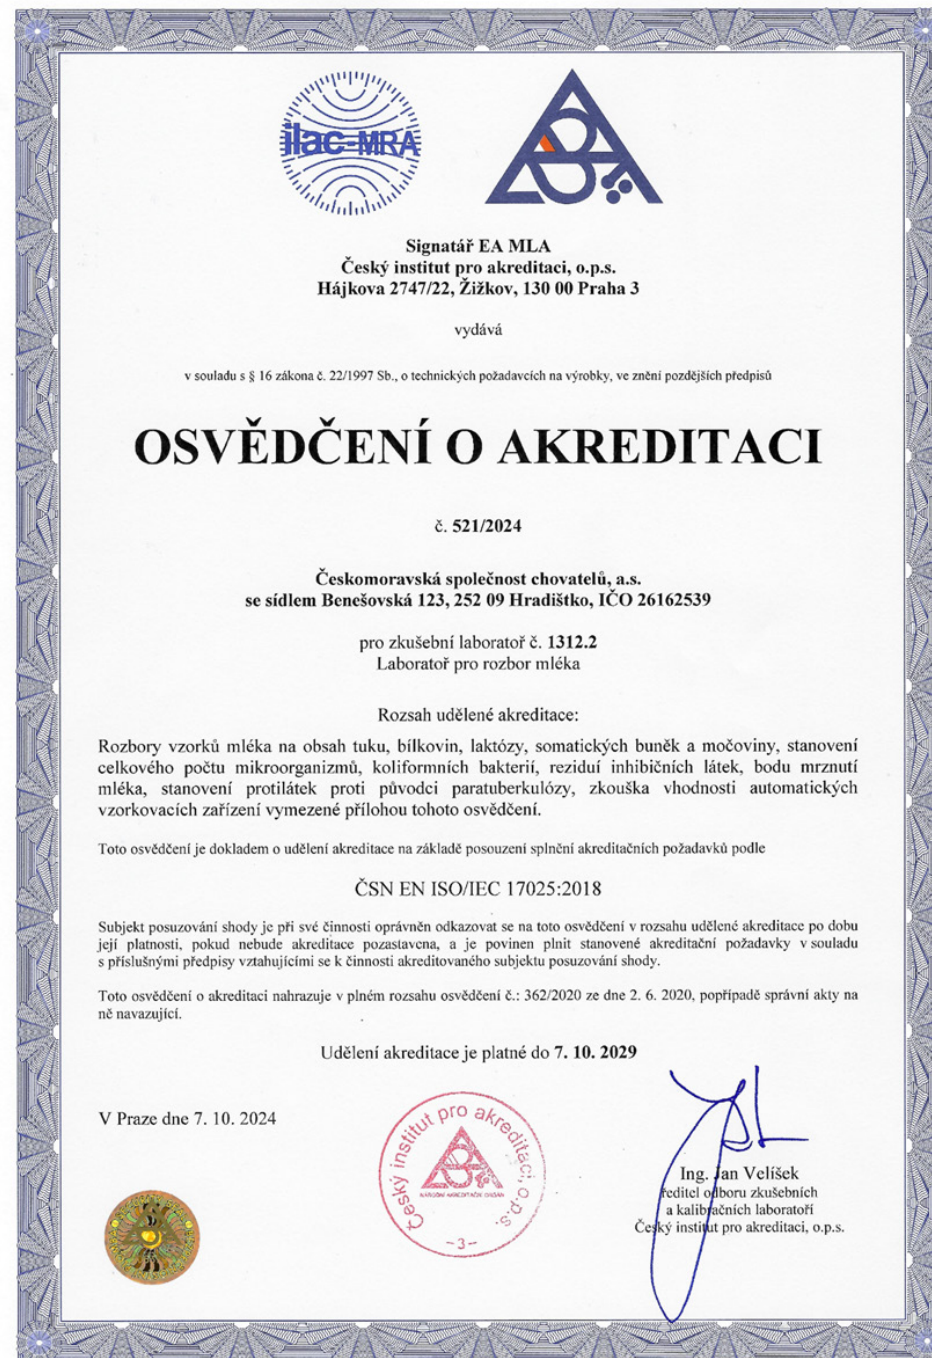 ilac-MRA
Signatář EA MLA
Český institut pro akreditaci, o.p.s.
Hájkova 2747/22, Žižkov, 130 00 Praha 3
vydává
v souladu s § 16 zákona č. 22/1997 Sb., o technických požadavcích na výrobky, ve znění pozdějších předpisů
OSVĚDČENÍ O AKREDITACI
č. 521/2024
Českomoravská společnost chovatelů, a.s.
se sídlem Benešovská 123, 252 09 Hradištko, IČO 26162539
pro zkušební laboratoř č. 1312.2
Laboratoř pro rozbor mléka
Rozsah udělené akreditace:
Rozbory vzorků mléka na obsah tuku, bílkovin, laktózy, somatických buněk a močoviny, stanovení
celkového počtu mikroorganizmů, koliformních bakterií, reziduí inhibičních látek, bodu mrznutí
mléka, stanovení protilátek proti původci paratuberkulózy, zkouška vhodnosti automatických
vzorkovacích zařízení vymezené přílohou tohoto osvědčení.
Toto osvědčení je dokladem o udělení akreditace na základě posouzení splnění akreditačních požadavků podle
ČSN EN ISO/IEC 17025:2018
Subjekt posuzování shody je při své činnosti oprávněn odkazovat se na toto osvědčení v rozsahu udělené akreditace po dobu
její platnosti, pokud nebude akreditace pozastavena, a je povinen plnit stanovené akreditační požadavky v souladu
s příslušnými předpisy vztahujícími se k činnosti akreditovaného subjektu posuzování shody.
Toto osvědčení o akreditaci nahrazuje v plném rozsahu osvědčení č.: 362/2020 ze dne 2. 6. 2020, popřípadě správní akty na
ně navazující.
Udělení akreditace je platné do 7. 10. 2029
V Praze dne 7. 10. 2024
Český institut pro akreditaci, o.p.s.
NÁRODNÍ AKREDITAČNÍ ORGÁN
-3-
Ing. Jan Velíšek
ředitel odboru zkušebních
a kalibračních laboratoří
Český institut pro akreditaci, o.p.s.